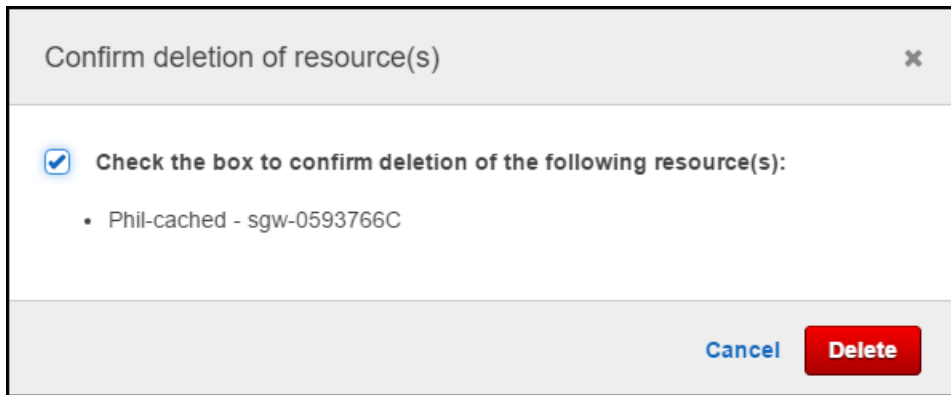 Confirm deletion of resource(s)
Check the box to confirm deletion of the following resource(s):
• Phil-cached - sgw-0593766C
Cancel Delete